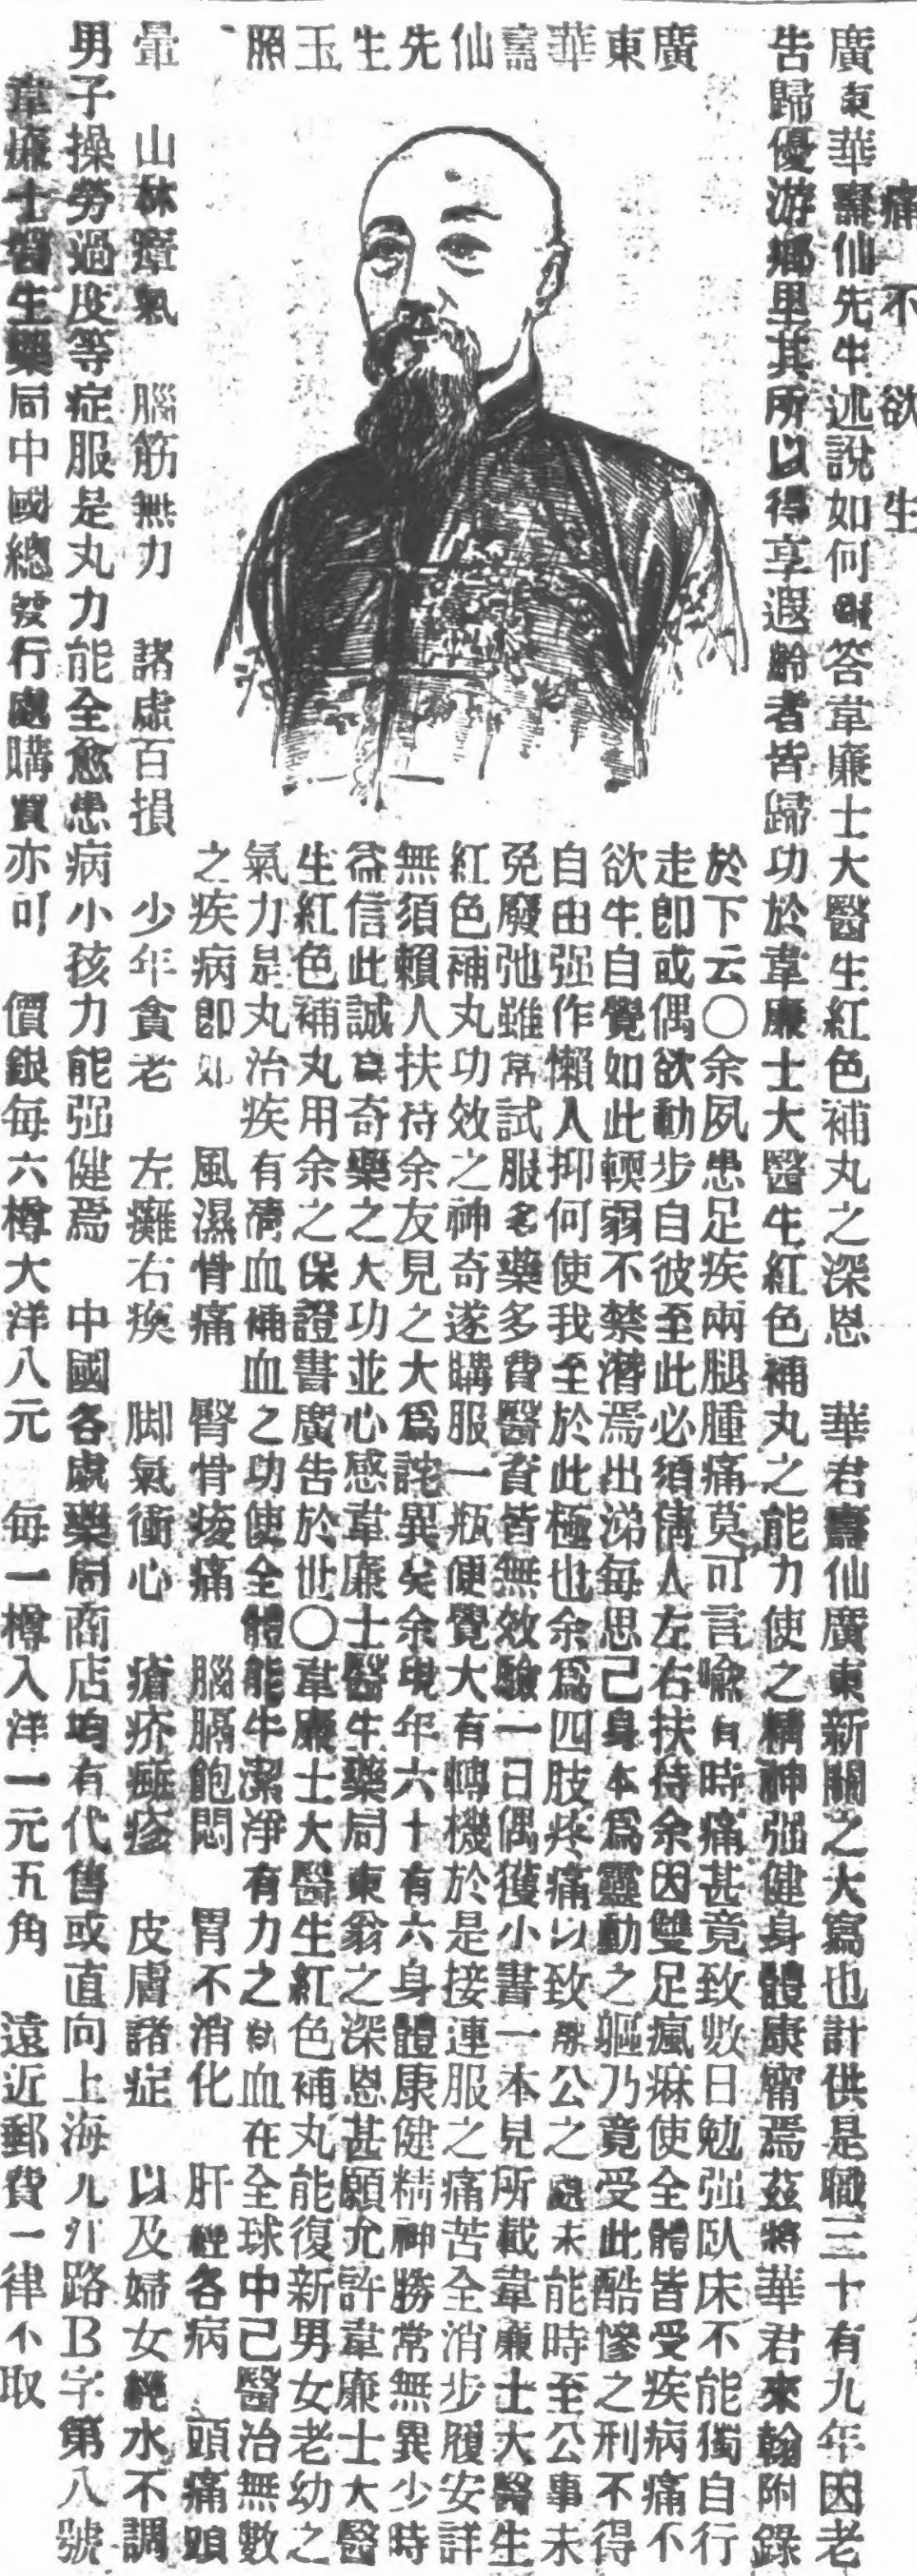 痛不欲生
廣東華壽仙先生述說如何酬答韋廉士大醫生紅色補丸之深恩　華君壽仙廣東新關之大寫也計供是職三十有九年因老
告歸優游鄉里其所以得享遐齡者皆歸功於韋廉士大醫生紅色補丸之能力使之精神强健身體康甯焉茲將華君來翰附錄
廣東華壽仙先生玉照
於下云〇余夙患足疾兩腿腫痛莫可言喻有時痛甚竟致數日勉强臥床不能獨自行
走卽或偶欲動步自彼至此必須倩人左右扶持余因雙足瘋痳使全體皆受疾病痛不
欲生自覺如此輭弱不禁潸焉出涕每思己身本爲靈動之軀乃竟受此酷慘之刑不得
自由强作懶人抑何使我至於此極也余爲四肢疼痛以致辦公之處未能時至公事未
免廢弛雖常試服名藥多費醫資皆無效驗一日偶獲小書一本見所載韋廉士大醫生
紅色補丸功效之神奇遂購服一瓶便覺大有轉機於是接連服之痛苦全消步履安詳
無須賴人扶持余友見之大爲詫異矣余現年六十有六身體康健精神勝常無異少時
益信此誠眞奇藥之大功並心感韋廉士醫生藥局東翁之深恩甚願允許韋廉士大醫
生紅色補丸用余之保證書廣告於世〇韋廉士大醫生紅色補丸能復新男女老幼之
氣力是丸治疾有淸血補血之功使全體能生潔淨有力之新血在全球中已醫治無數
之疾病卽如　風濕骨痛　腎骨痠痛　腦膈飽悶　胃不消化　肝經各病　頭痛頭
暈　山林瘴氣　腦筋無力　諸虛百損　少年貪老　左癱右瘓　脚氣衝心　瘡疥疵疹　皮膚諸症　以及婦女經水不調
男子操勞過度等症服是丸力能全愈患病小孩力能强健焉　中國各處藥局商店均有代售或直向上海九江路B字第八號
韋廉士醫生藥局中國總發行處購買亦可　價銀每六樽大洋八元　每一樽大洋一元五角　遠近郵費一律不取